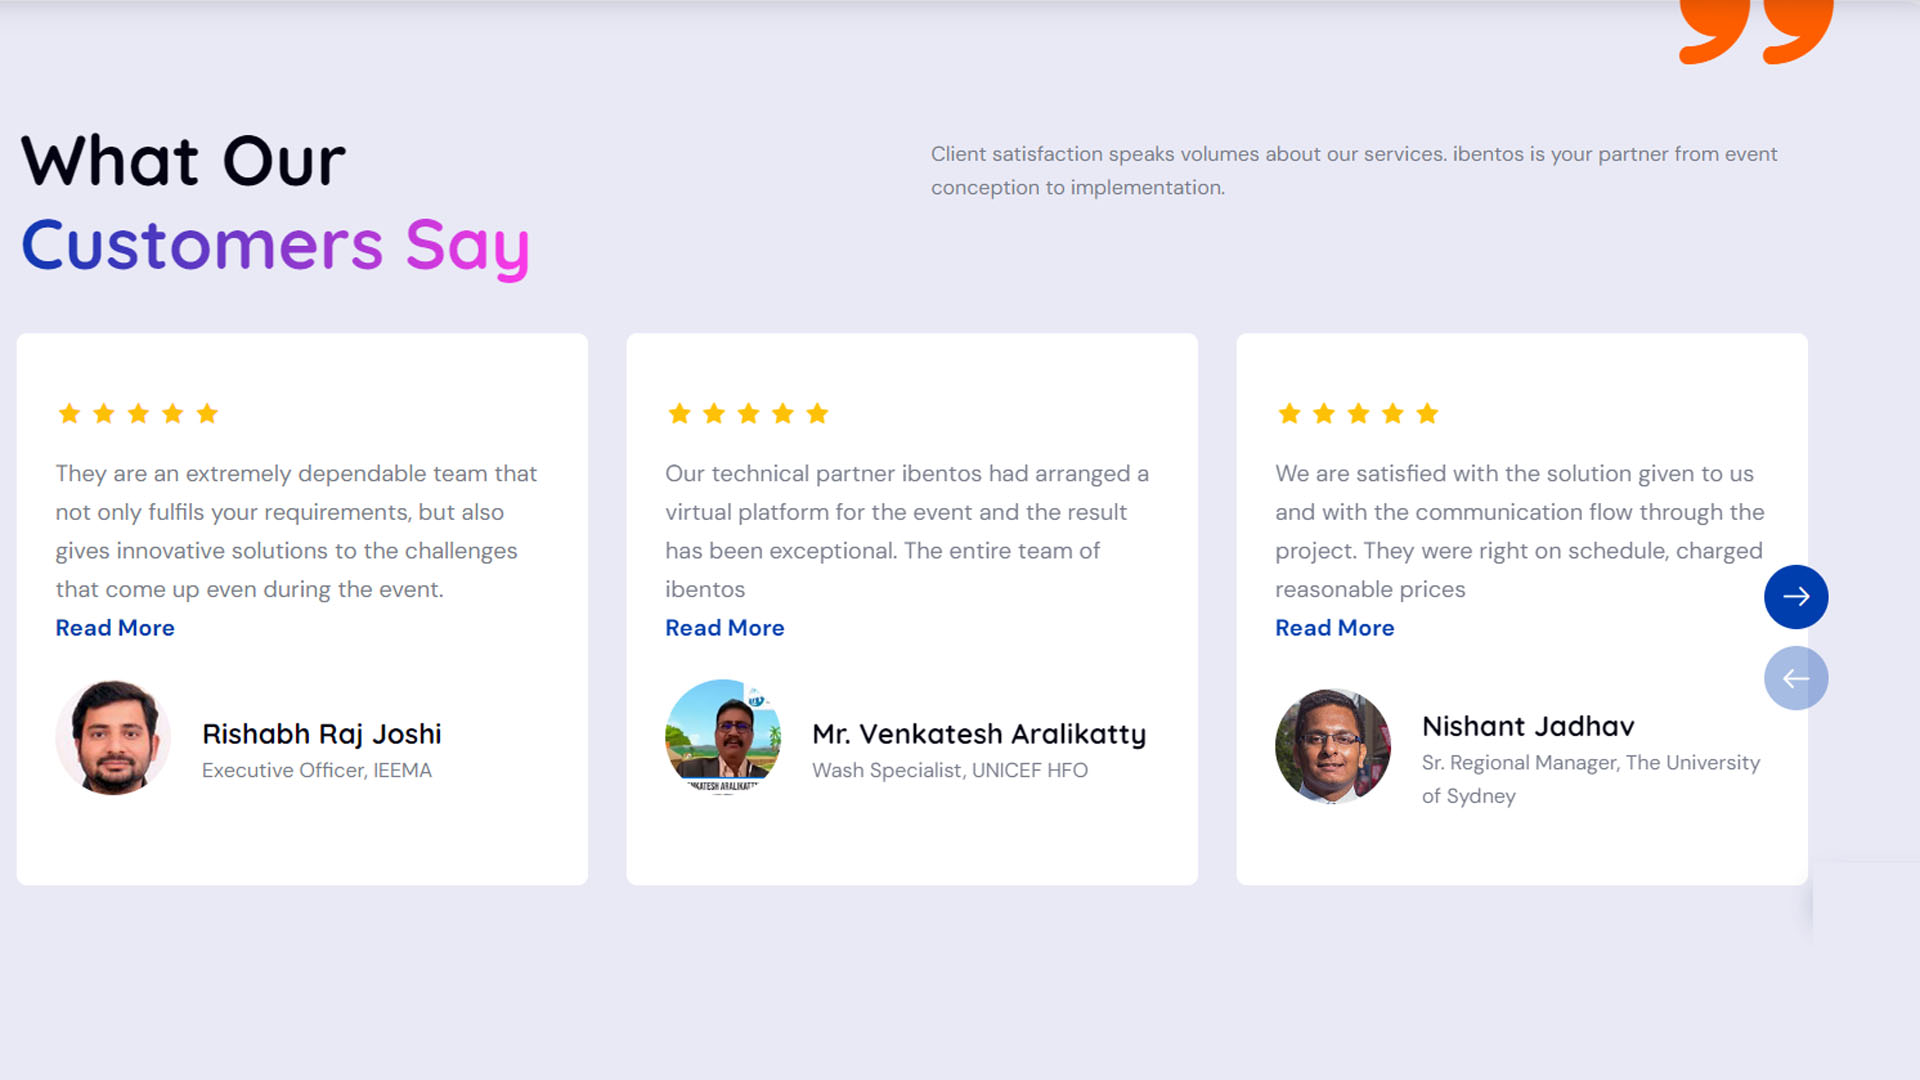 What Our
Customers Say
Client satisfaction speaks volumes about our services. ibentos is your partner from event
conception to implementation.
They are an extremely dependable team that
not only fulfils your requirements, but also
gives innovative solutions to the challenges
that come up even during the event.
Read More
Rishabh Raj Joshi
Executive Officer, IEEMA
Our technical partner ibentos had arranged a
virtual platform for the event and the result
has been exceptional. The entire team of
ibentos
Read More
Mr. Venkatesh Aralikatty
Wash Specialist, UNICEF HFO
We are satisfied with the solution given to us
and with the communication flow through the
project. They were right on schedule, charged
reasonable prices
Read More
Nishant Jadhav
Sr. Regional Manager, The University
of Sydney